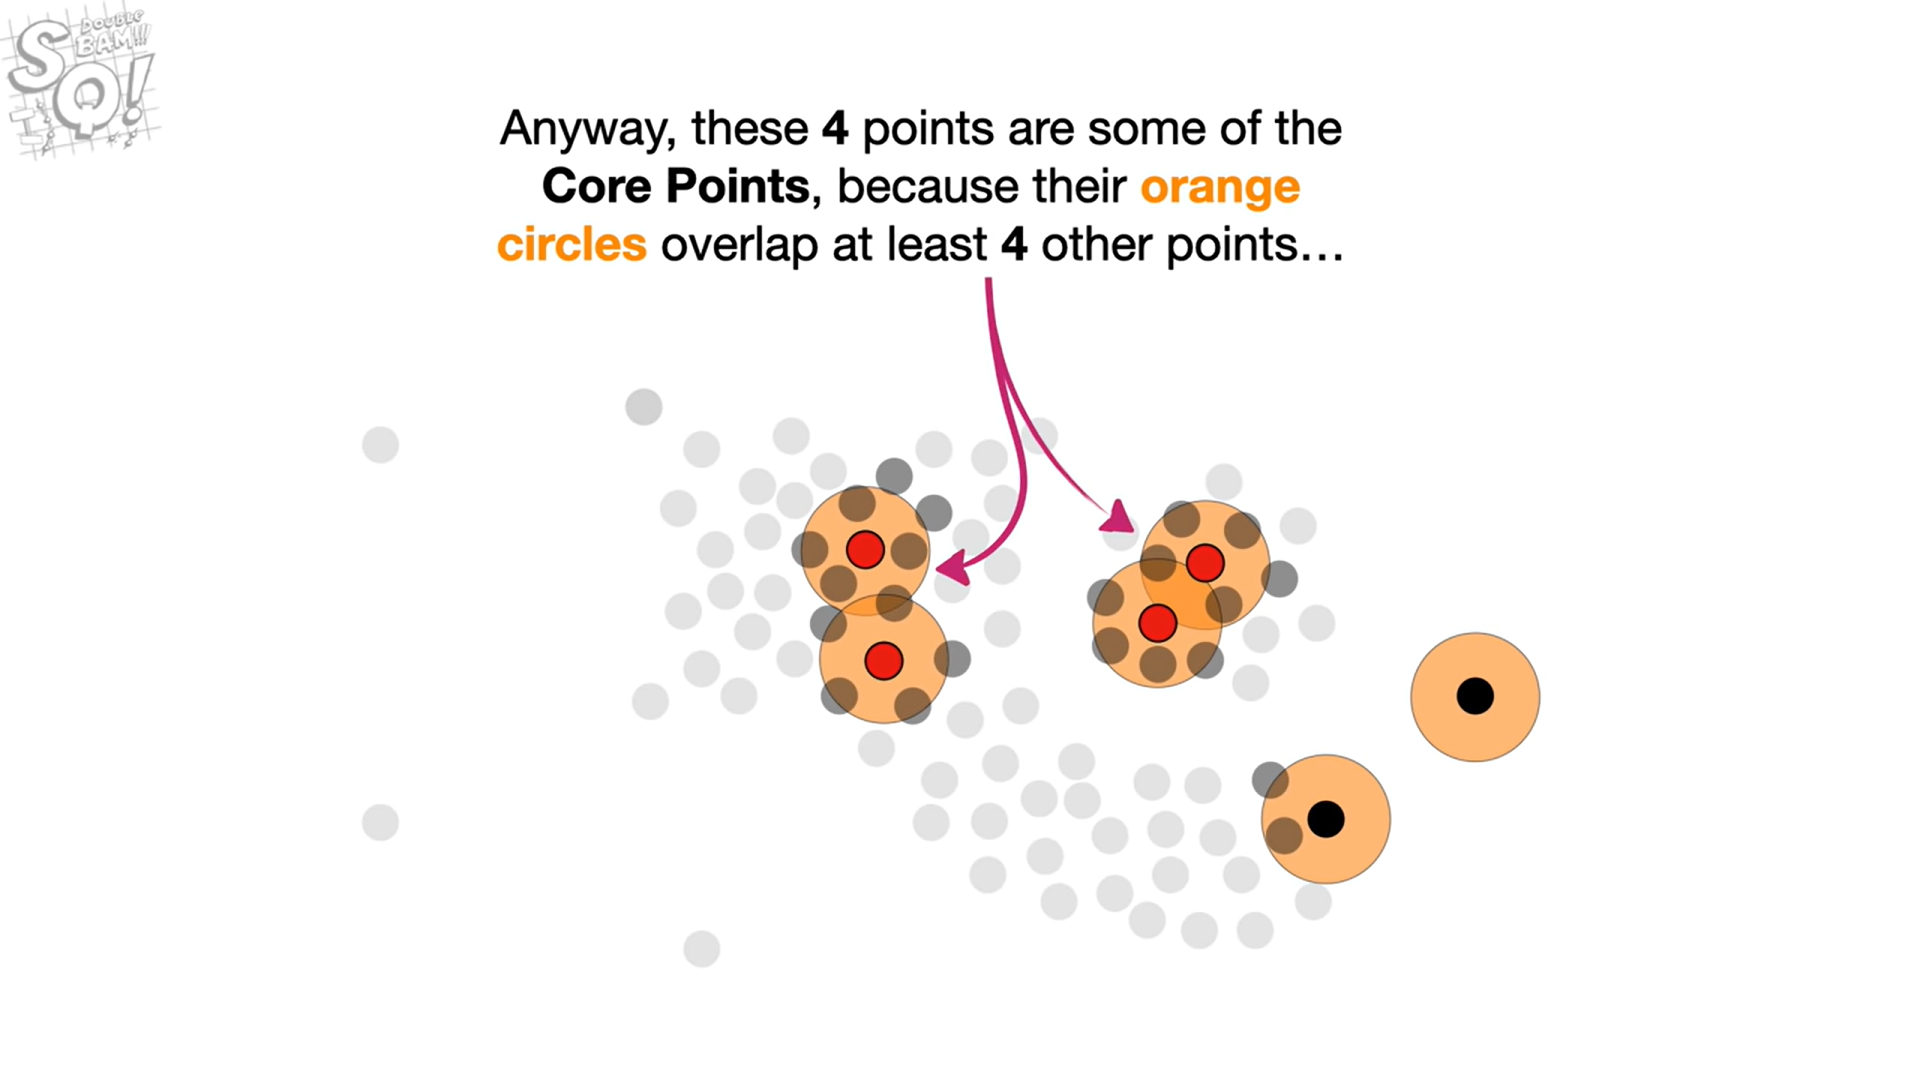 DOUBLE
BAM!!!
SQ!
Anyway, these 4 points are some of the
Core Points, because their orange
circles overlap at least 4 other points…